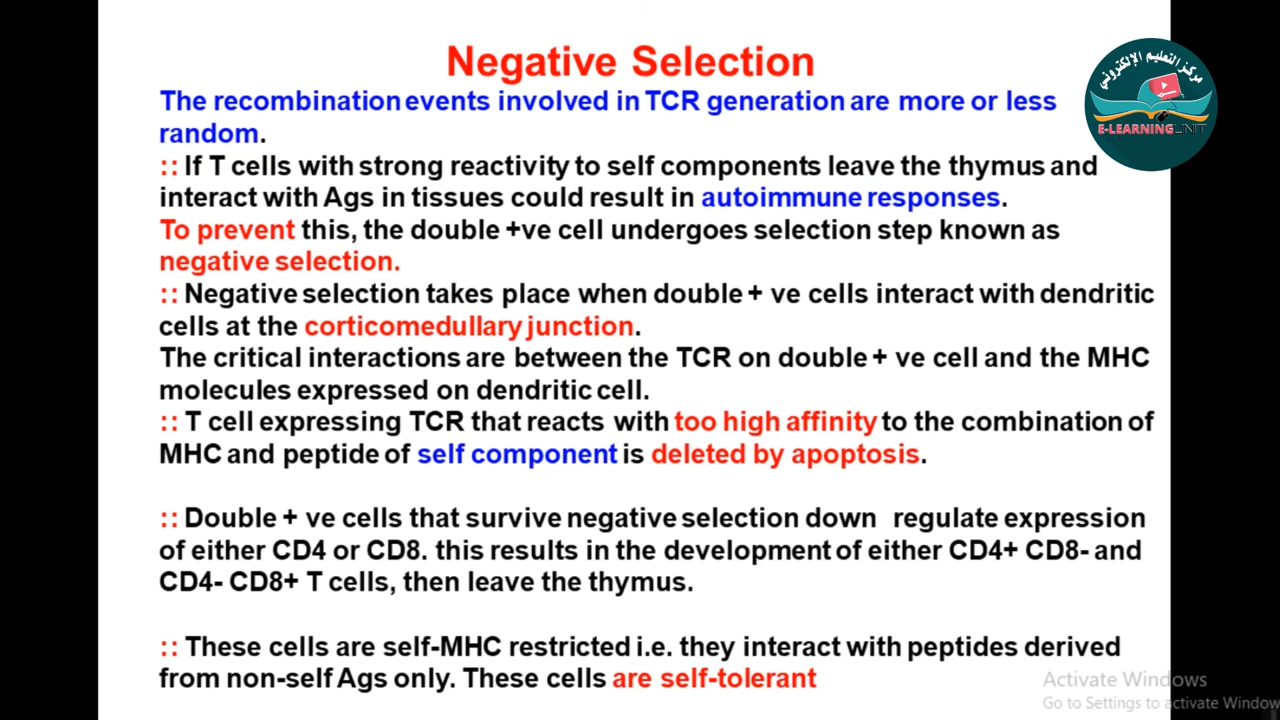 Negative Selection
مركز التعليم الإلكتروني
E-LEARNING UNIT
The recombination events involved in TCR generation are more or less
random.
:: If T cells with strong reactivity to self components leave the thymus and
interact with Ags in tissues could result in autoimmune responses.
To prevent this, the double +ve cell undergoes selection step known as
negative selection.
:: Negative selection takes place when double + ve cells interact with dendritic
cells at the corticomedullary junction.
The critical interactions are between the TCR on double + ve cell and the MHC
molecules expressed on dendritic cell.
:: T cell expressing TCR that reacts with too high affinity to the combination of
MHC and peptide of self component is deleted by apoptosis.
:: Double + ve cells that survive negative selection down regulate expression
of either CD4 or CD8. this results in the development of either CD4+ CD8- and
CD4- CD8+ T cells, then leave the thymus.
:: These cells are self-MHC restricted i.e. they interact with peptides derived
from non-self Ags only. These cells are self-tolerant
Activate Windows
Go to Settings to activate Window